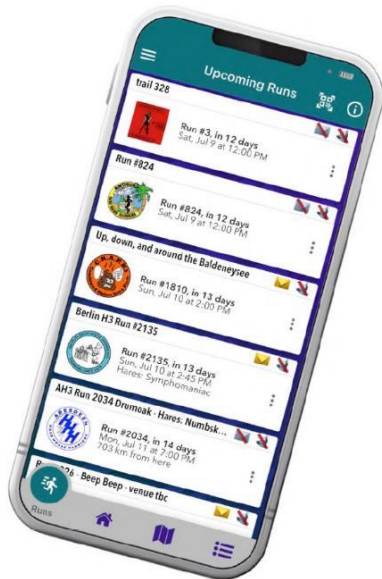 Upcoming Runs
trail 328
Run #3, in 12 days
Sat, Jul 9 at 12:00 PM
Run #824
Run #824, in 12 days
Sat, Jul 9 at 12:00 PM
Up, down, and around the Baldeneysee
Run #1810, in 13 days
Sun, Jul 10 at 2:00 PM
Berlin H3 Run #2135
Run #2135, in 13 days
Sun, Jul 10 at 2:45 PM
Hares: Symphomaniac
AH3 Run 2034 Drumoak - Hares. Numbsk...
ABERDEEN
HHH
Run #2034, in 14 days
Mon, Jul 11 at 7:00 PM
703 km from here
26 - Beep Beep - venue tbc
Runs